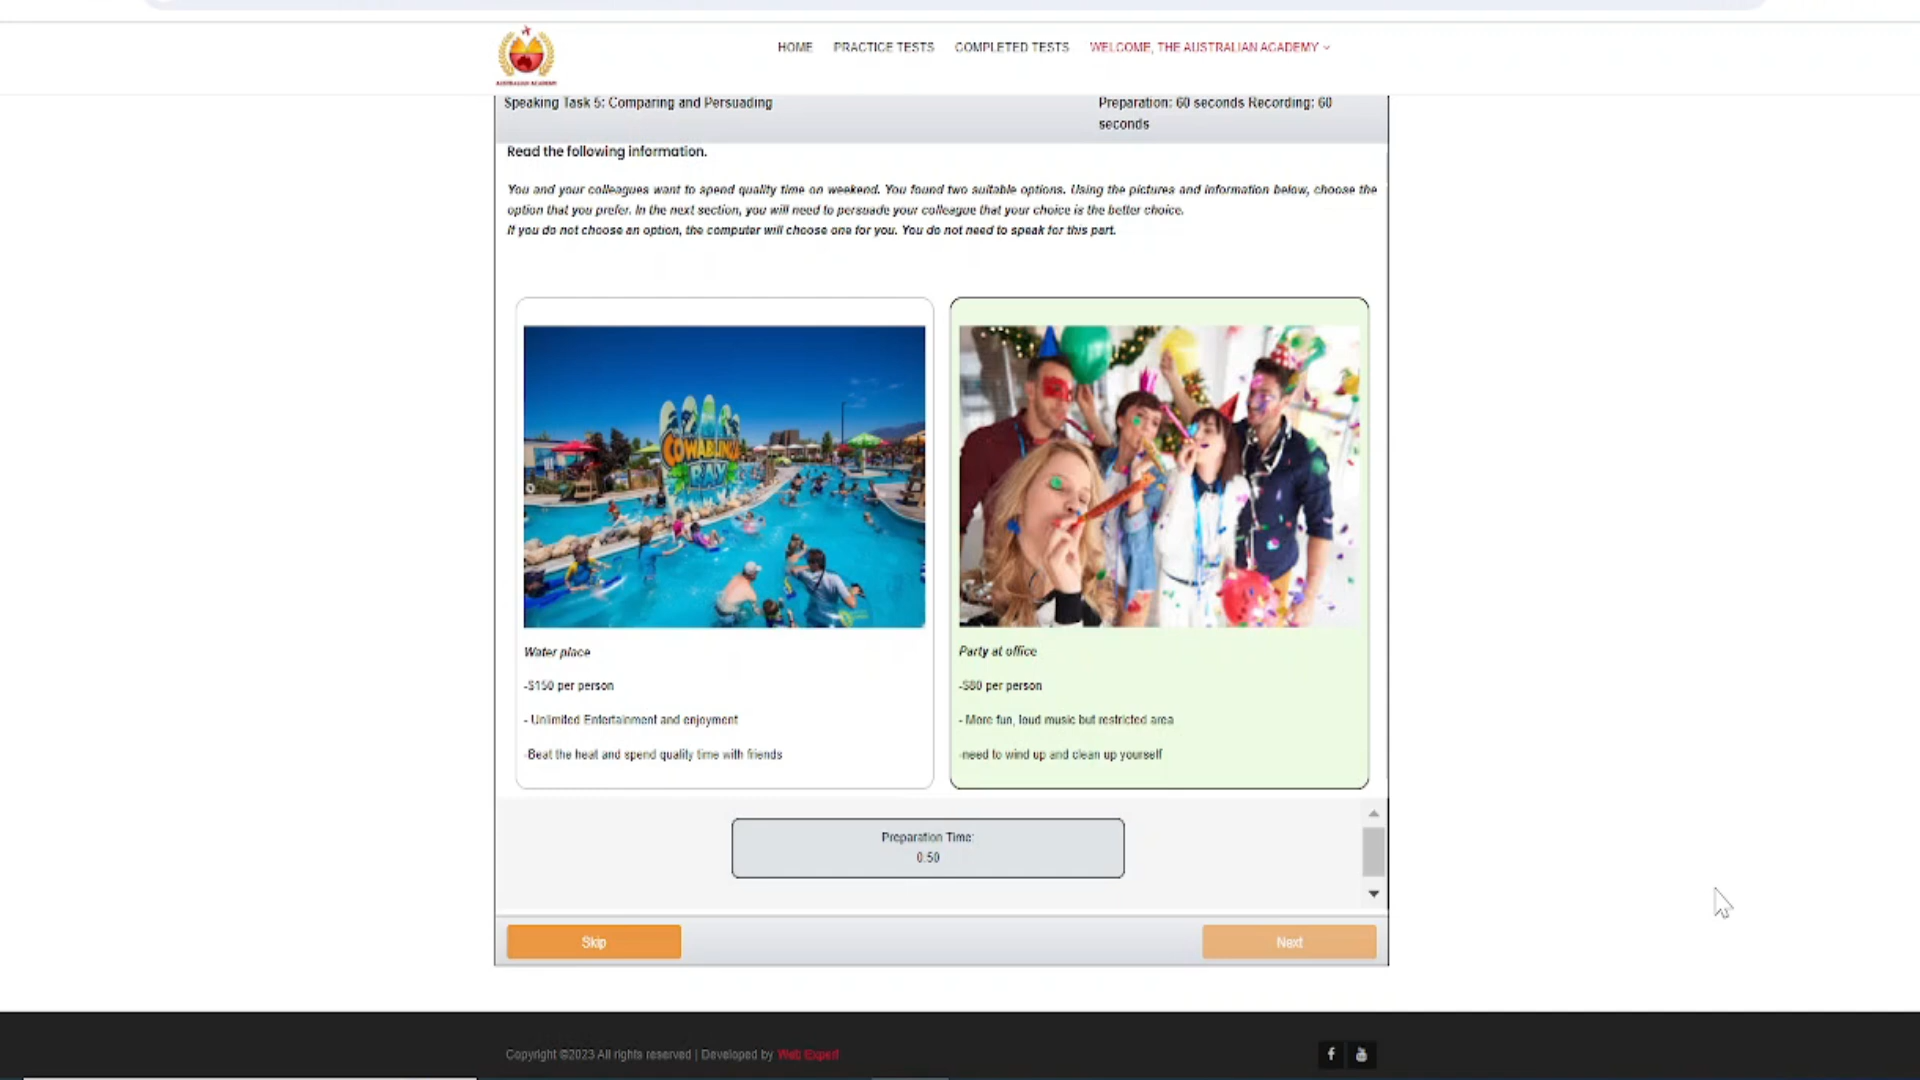 HOME PRACTICE TESTS COMPLETED TESTS WELCOME, THE AUSTRALIAN ACADEMY
AUSTRALIAN ACADEMY
Speaking Task 5: Comparing and Persuading
Preparation: 60 seconds Recording: 60
seconds
Read the following information.
You and your colleagues want to spend quality time on weekend. You found two suitable options. Using the pictures and information below, choose the
option that you prefer. In the next section, you will need to persuade your colleague that your choice is the better choice.
If you do not choose an option, the computer will choose one for you. You do not need to speak for this part.
COWABUNGA
BAY
Water place
-$150 per person
- Unlimited Entertainment and enjoyment
-Beat the heat and spend quality time with friends
Party at office
-$80 per person
- More fun, loud music but restricted area
-need to wind up and clean up yourself
Preparation Time:
0:50
Skip
Next
Copyright ©2023 All rights reserved | Developed by Web Expert